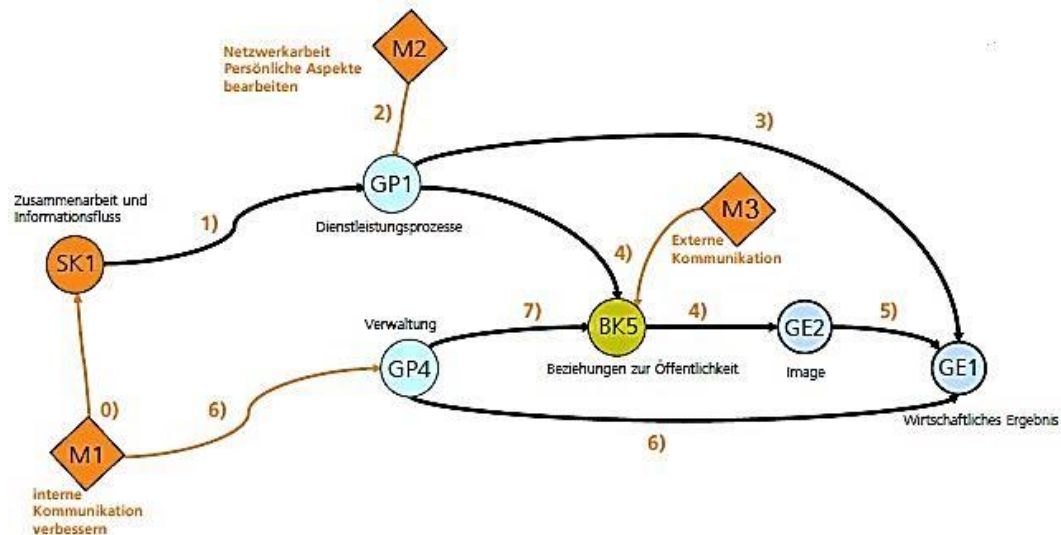 M2
Netzwerkarbeit
Persönliche Aspekte
bearbeiten
2)
3)
GP1
Dienstleistungsprozesse
Zusammenarbeit und
Informationsfluss
1)
SK1
M3
Externe
Kommunikation
4)
Verwaltung
7)
BK5
4)
GE2
5)
GP4
Beziehungen zur Öffentlichkeit
Image
GE1
0)
6)
6)
Wirtschaftliches Ergebnis
M1
interne
Kommunikation
verbessern